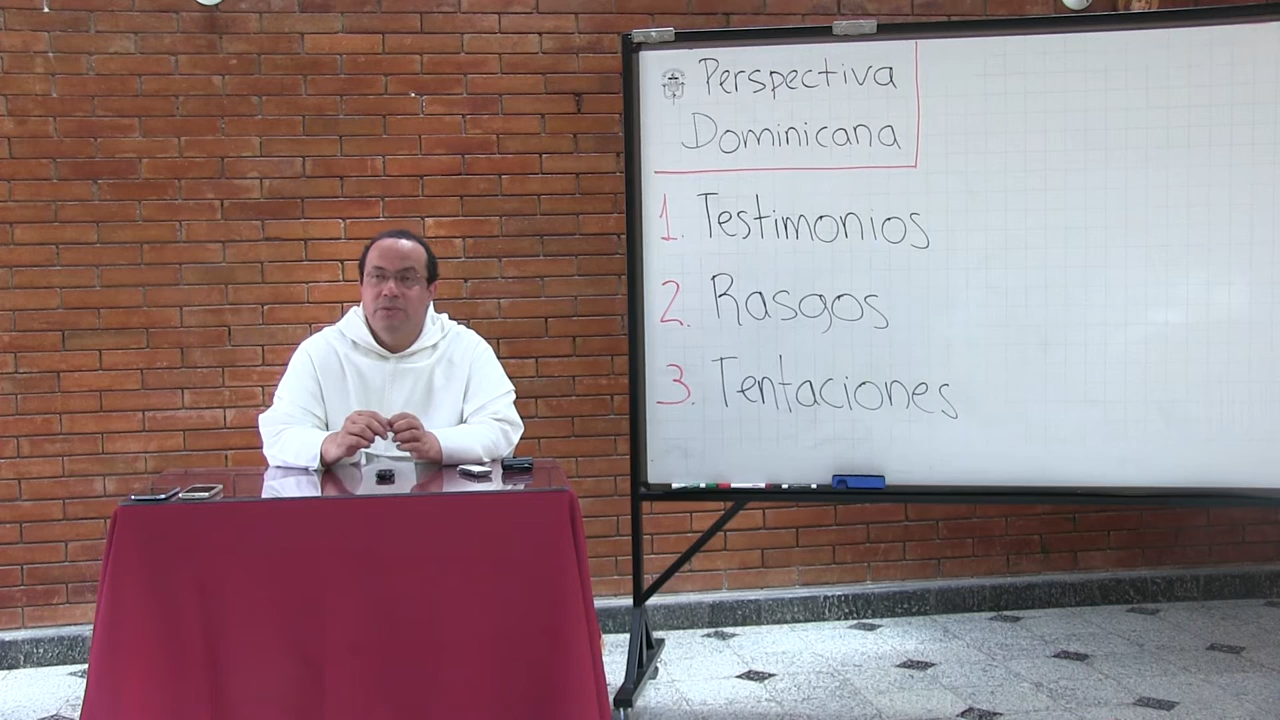 Perspectiva
Dominicana
1. Testimonios
2. Rasgos
3. Tentaciones